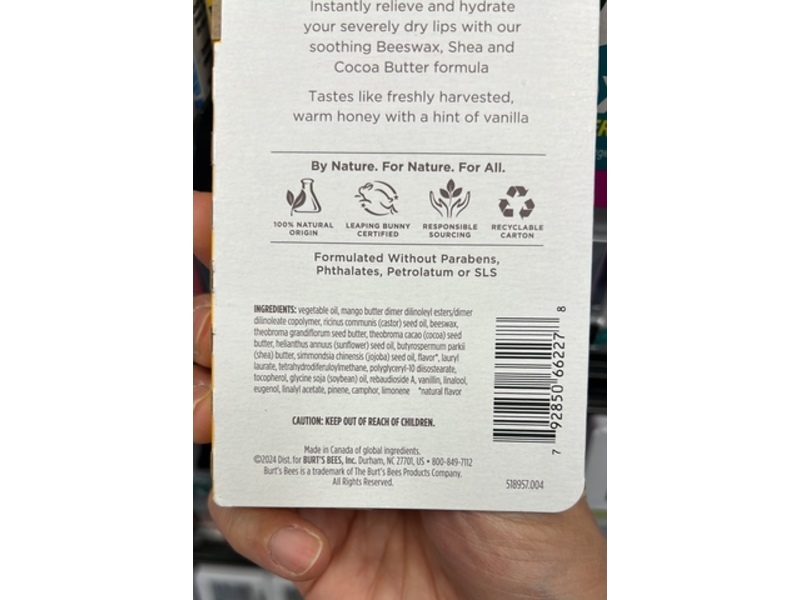 Instantly relieve and hydrate
your severely dry lips with our
soothing Beeswax, Shea and
Cocoa Butter formula
Tastes like freshly harvested,
warm honey with a hint of vanilla
By Nature. For Nature. For All.
100% NATURAL ORIGIN
LEAPING BUNNY CERTIFIED
RESPONSIBLE SOURCING
RECYCLABLE CARTON
Formulated Without Parabens,
Phthalates, Petrolatum or SLS
INGREDIENTS: vegetable oil, mango butter dimer dilinoleyl esters/dimer
dilinoleate copolymer, ricinus communis (castor) seed oil, beeswax,
theobroma grandiflorum seed butter, theobroma cacao (cocoa) seed
butter, helianthus annuus (sunflower) seed oil, butyrospermum parkii
(shea) butter, simmondsia chinensis (jojoba) seed oil, flavor*, lauryl
laurate, tetrahydrodiferuloylmethane, polyglyceryl-10 diisostearate,
tocopherol, glycine soja (soybean) oil, rebaudioside A, vanillin, linalool,
eugenol, linalyl acetate, pinene, camphor, limonene *natural flavor
CAUTION: KEEP OUT OF REACH OF CHILDREN.
Made in Canada of global ingredients.
©2024 Dist. for BURT'S BEES, Inc. Durham, NC 27701, US • 800-849-7112
Burt's Bees is a trademark of The Burt's Bees Products Company.
All Rights Reserved.
518957.004
7 92850 66227 8